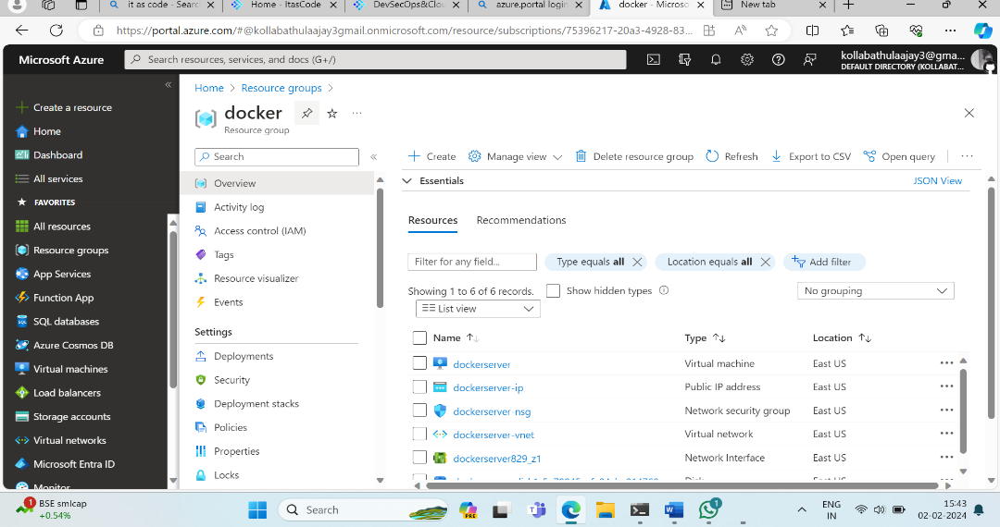 it as code - Searc
Home - ItasCode
DevSecOps&Clou
azure.portal login
docker - Microso
New tab
https://portal.azure.com/#@kollabathulaajay3gmail.onmicrosoft.com/resource/subscriptions/75396217-20a3-4928-83...
Microsoft Azure
Search resources, services, and docs (G+/)
kollabathulaajay3@gma...
DEFAULT DIRECTORY (KOLLABAT...
Create a resource
Home
Dashboard
All services
FAVORITES
All resources
Resource groups
App Services
Function App
SQL databases
Azure Cosmos DB
Virtual machines
Load balancers
Storage accounts
Virtual networks
Microsoft Entra ID
Monitor
Home > Resource groups >
docker
Resource group
Search
Overview
Activity log
Access control (IAM)
Tags
Resource visualizer
Events
Settings
Deployments
Security
Deployment stacks
Policies
Properties
Locks
Create Manage view Delete resource group Refresh Export to CSV Open query
Essentials JSON View
Resources Recommendations
Filter for any field... Type equals all Location equals all Add filter
Showing 1 to 6 of 6 records. Show hidden types No grouping
List view
Name Type Location
dockerserver Virtual machine East US
dockerserver-ip Public IP address East US
dockerserver-nsg Network security group East US
dockerserver-vnet Virtual network East US
dockerserver829_z1 Network Interface East US
1 BSE smlcap
+0.54%
Search
PRE
1
ENG
IN
15:43
02-02-2024